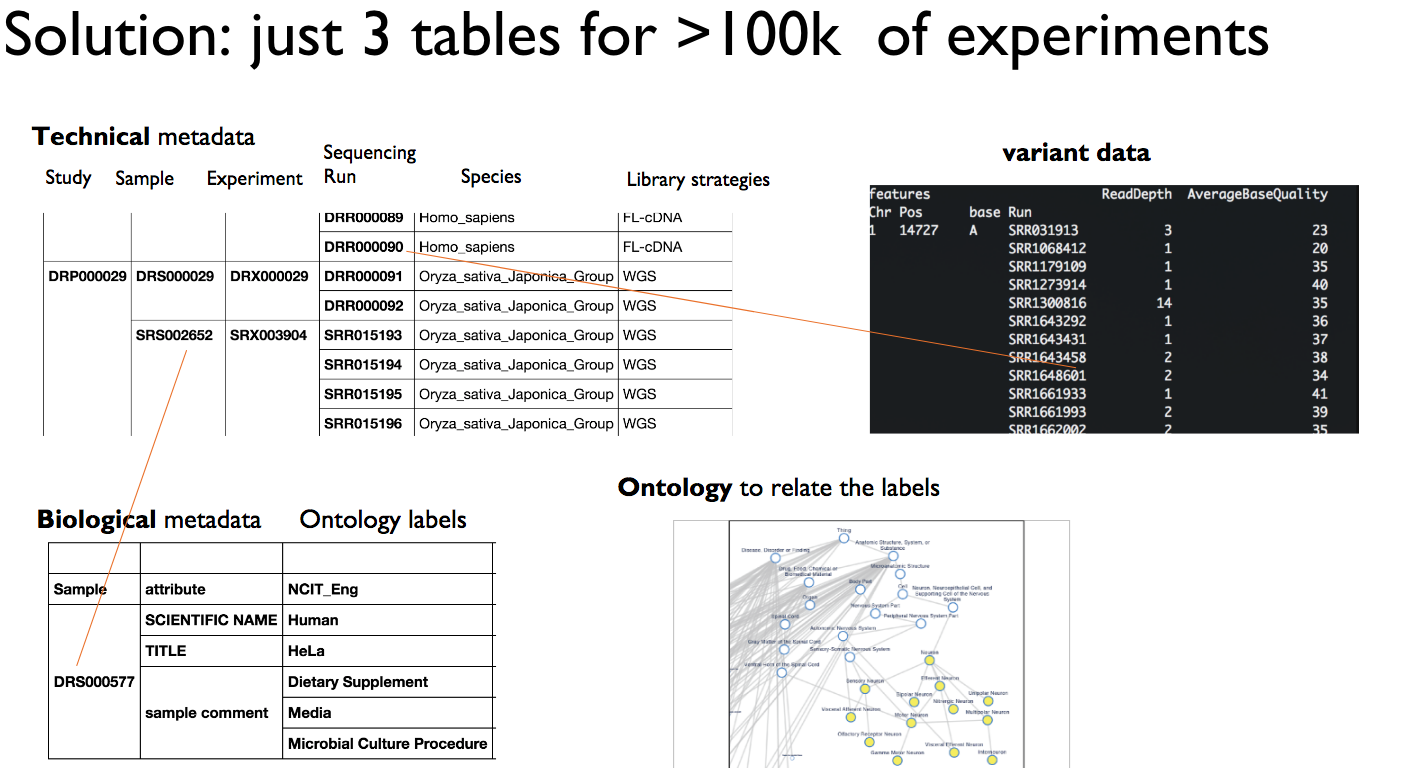 Solution: just 3 tables for >100k of experiments
Technical metadata
Study Sample Experiment Sequencing Run Species Library strategies
DRR000089 Homo_sapiens FL-cDNA
DRR000090 Homo_sapiens FL-cDNA
DRP000029 DRS000029 DRX000029 DRR000091 Oryza_sativa_Japonica_Group WGS
DRR000092 Oryza_sativa_Japonica_Group WGS
SRS002652 SRX003904 SRR015193 Oryza_sativa_Japonica_Group WGS
SRR015194 Oryza_sativa_Japonica_Group WGS
SRR015195 Oryza_sativa_Japonica_Group WGS
SRR015196 Oryza_sativa_Japonica_Group WGS
variant data
features ReadDepth AverageBaseQuality
Chr Pos base Run
1 14727 A SRR031913 3 23
SRR1068412 1 20
SRR1179109 1 35
SRR1273914 1 40
SRR1300816 14 35
SRR1643292 1 36
SRR1643431 1 37
SRR1643458 2 38
SRR1648601 2 34
SRR1661933 1 41
SRR1661993 2 39
SRR1662002 2 35
Biological metadata Ontology labels
Sample attribute NCIT_Eng
SCIENTIFIC NAME Human
TITLE HeLa
DRS000577
sample comment
Dietary Supplement
Media
Microbial Culture Procedure
Ontology to relate the labels
Thing
Disease, Disorder or Finding
Anatomic Structure, System, or
Substance
Drug, Food, Chemical or
Biomedical Material
Microanatomic Structure
Body Part
Cell
Neuron, Neuroepithelial Cell, and
Supporting Cell of the Nervous
System
Organ
Nervous System Part
Spinal Cord
Peripheral Nervous System Part
Autonomic Nervous System
Gray Matter of the Spinal Cord
Sensory-Somatic Nervous System
Ventral Horn of the Spinal Cord
Neuron
Sensory Neuron
Efferent Neuron
Bipolar Neuron
Unipolar Neuron
Nitrergic Neuron
Visceral Afferent Neuron
Motor Neuron
Multipolar Neuron
Olfactory Receptor Neuron
Gamma Motor Neuron
Visceral Efferent Neuron
Interneuron